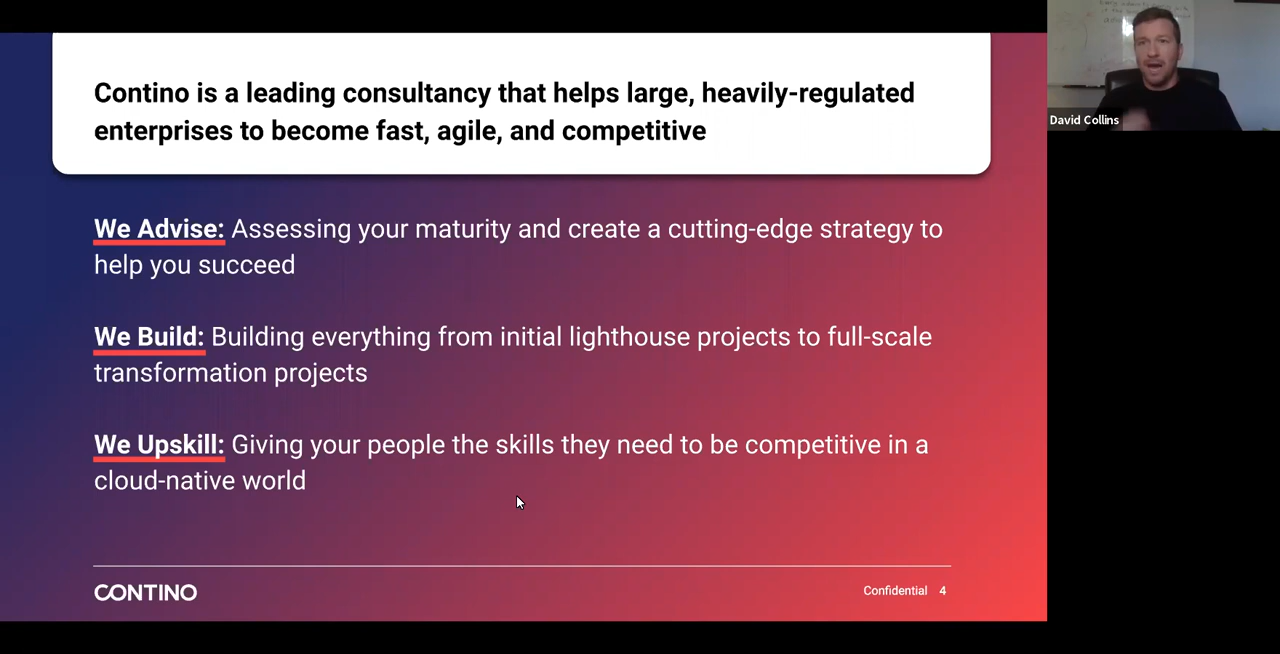 Contino is a leading consultancy that helps large, heavily-regulated
enterprises to become fast, agile, and competitive
We Advise: Assessing your maturity and create a cutting-edge strategy to
help you succeed
We Build: Building everything from initial lighthouse projects to full-scale
transformation projects
We Upskill: Giving your people the skills they need to be competitive in a
cloud-native world
CONTINO
Confidential 4
David Collins